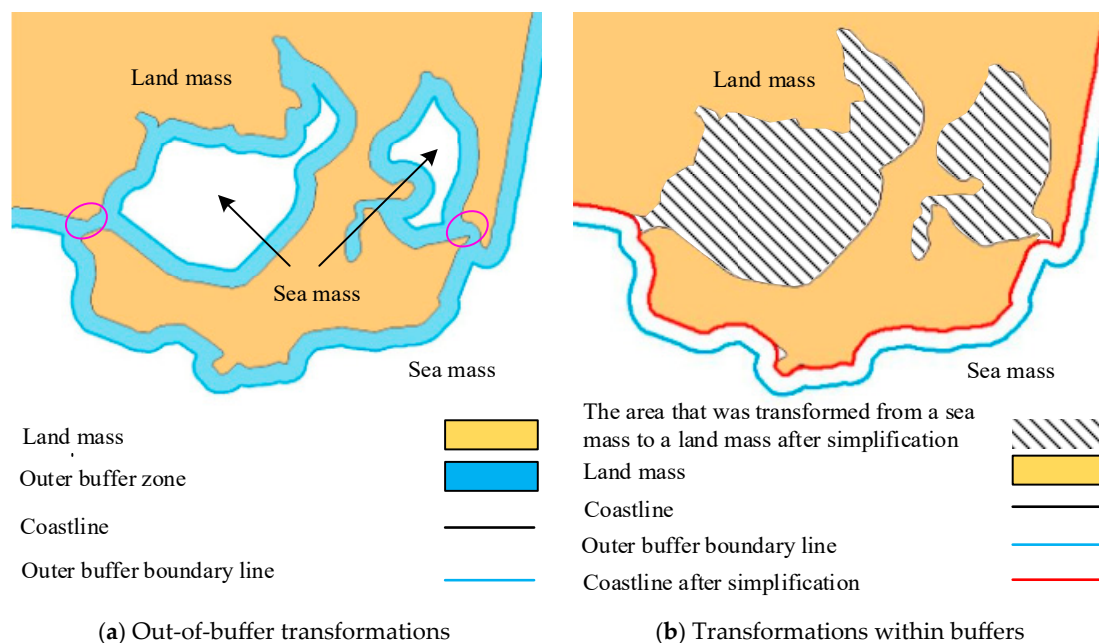 Land mass
Sea mass
Sea mass
Land mass
Outer buffer zone
Coastline
Outer buffer boundary line
(a) Out-of-buffer transformations
Land mass
Sea mass
The area that was transformed from a sea
mass to a land mass after simplification
Land mass
Coastline
Outer buffer boundary line
Coastline after simplification
(b) Transformations within buffers